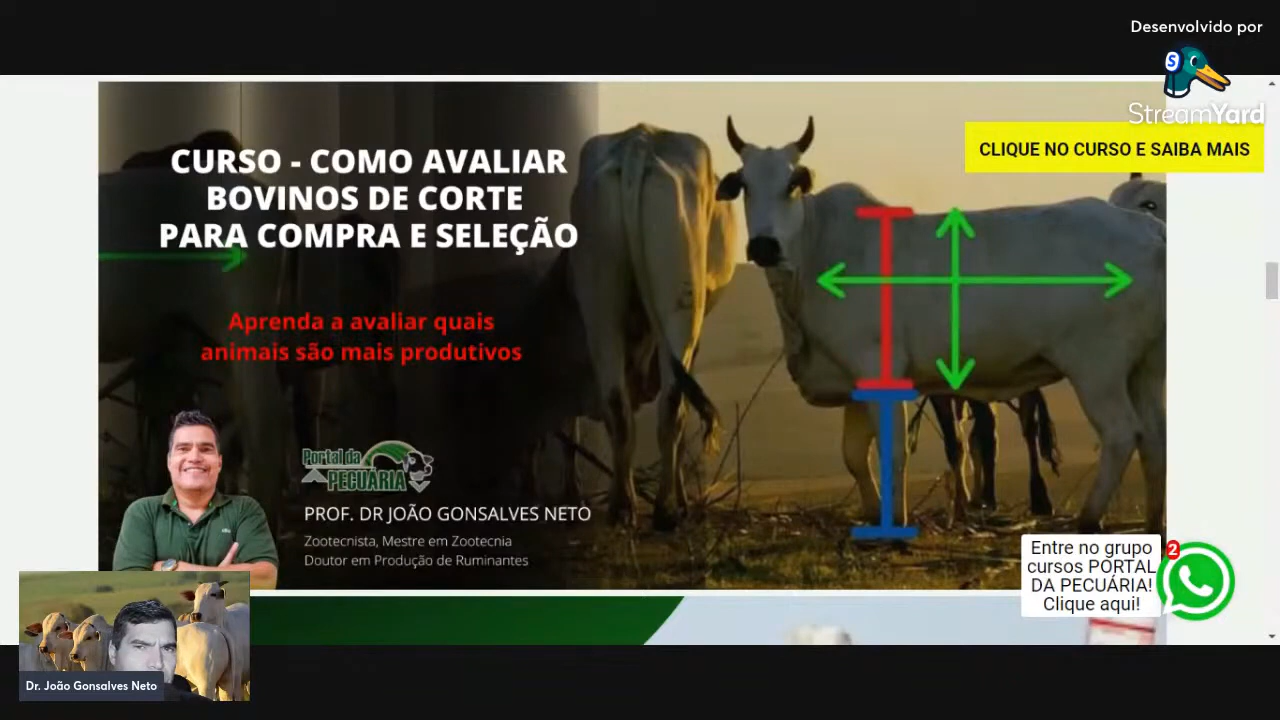 Desenvolvido por
StreamYard
CLIQUE NO CURSO E SAIBA MAIS
CURSO - COMO AVALIAR
BOVINOS DE CORTE
PARA COMPRA E SELEÇÃO
Aprenda a avaliar quais
animais são mais produtivos
Portal da
PECUÁRIA
PROF. DR JOÃO GONSALVES NETO
Zootecnista, Mestre em Zootecnia
Doutor em Produção de Ruminantes
Entre no grupo
cursos PORTAL
DA PECUÁRIA!
Clique aqui!
2
Dr. João Gonsalves Neto